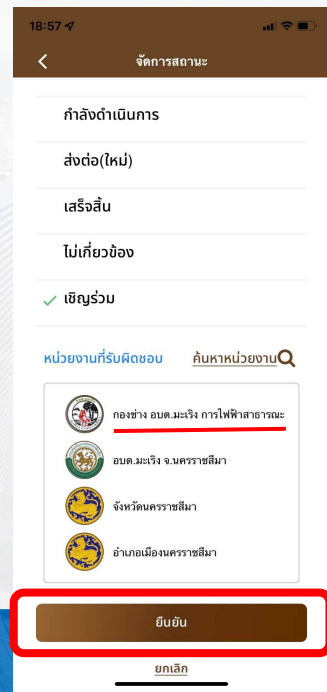 18:57
จัดการสถานะ
กำลังดำเนินการ
ส่งต่อ(ใหม่)
เสร็จสิ้น
ไม่เกี่ยวข้อง
เชิญร่วม
หน่วยงานที่รับผิดชอบ ค้นหาหน่วยงาน
กองช่าง อบต.มะเริง การไฟฟ้าสาธารณะ
อบต.มะเริง จ.นครราชสีมา
จังหวัดนครราชสีมา
อำเภอเมืองนครราชสีมา
ยืนยัน
ยกเลิก